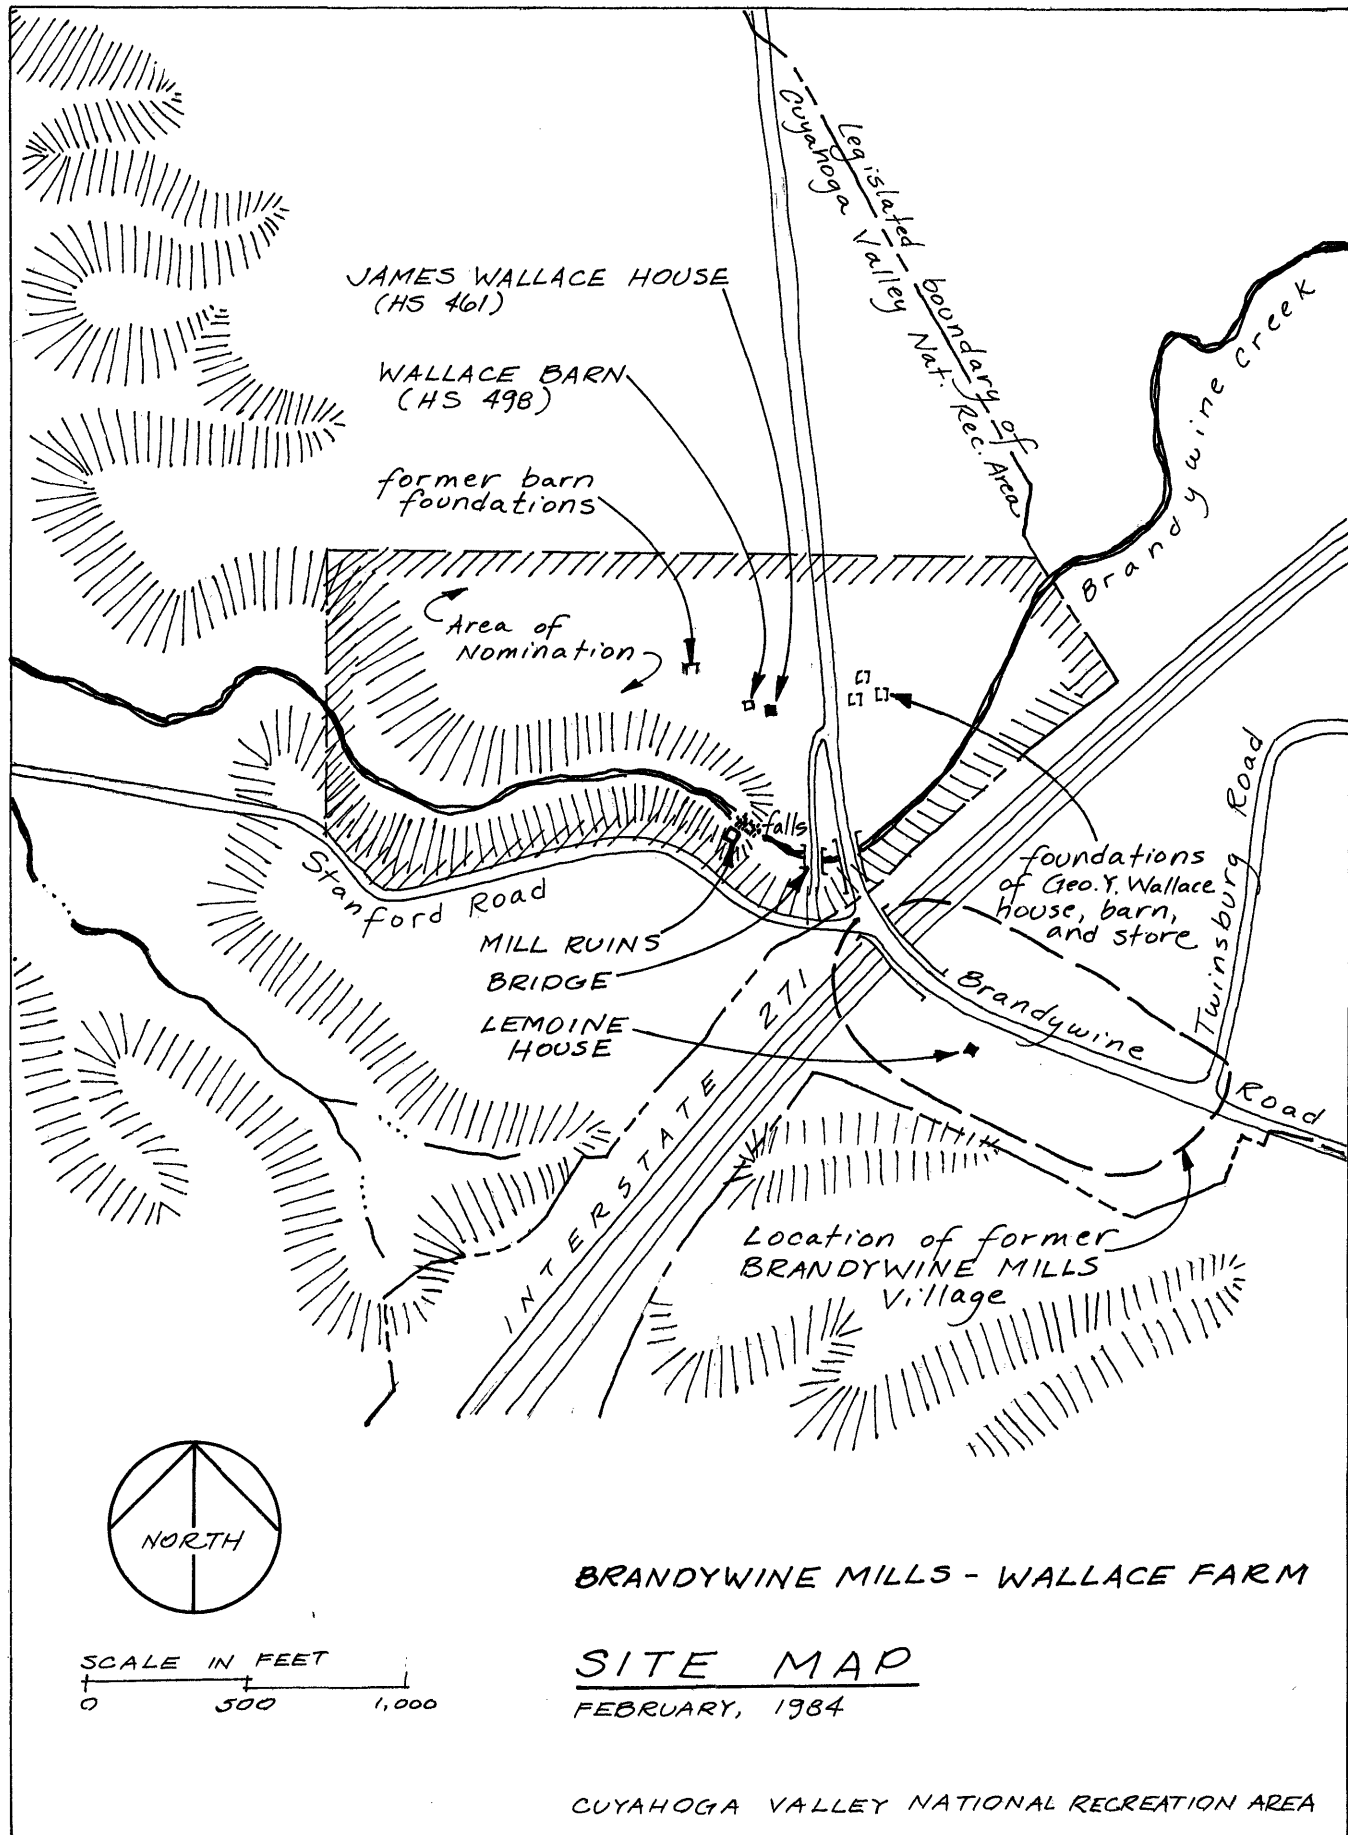 Legislated boundary of
Cuyahoga Valley Nat. Rec. Area
JAMES WALLACE HOUSE
(HS 461)
Brandywine Creek
WALLACE BARN
(HS 498)
former barn
foundations
Area of
Nomination
falls
Stanford Road
foundations
of Geo. Y. Wallace
house, barn,
and store
Twinsburg Road
MILL RUINS
BRIDGE
LEMOINE
HOUSE
INTERSTATE 271
Brandywine Road
Location of former
BRANDYWINE MILLS
Village
NORTH
BRANDYWINE MILLS - WALLACE FARM
SCALE IN FEET
0 500 1,000
SITE MAP
FEBRUARY, 1984
CUYAHOGA VALLEY NATIONAL RECREATION AREA